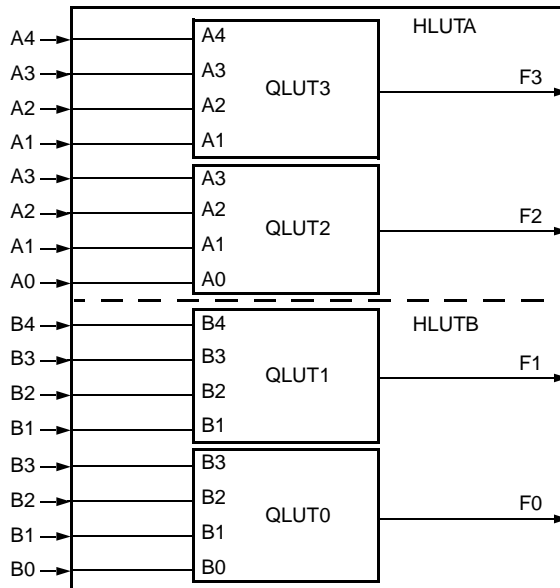 HLUTA
A4
A4
A3
A3
QLUT3
F3
A2
A2
A1
A1
A3
A3
A2
A2
QLUT2
F2
A1
A1
A0
A0
HLUTB
B4
B4
B3
B3
QLUT1
F1
B2
B2
B1
B1
B3
B3
B2
B2
QLUT0
F0
B1
B1
B0
B0